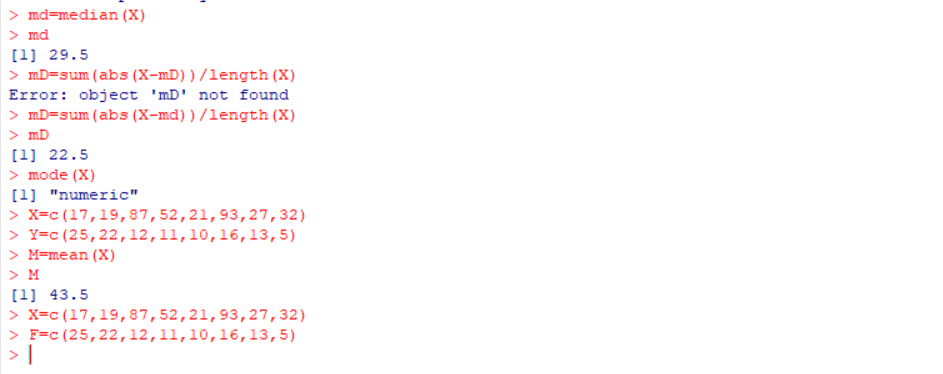 > md=median(X)
> md
[1] 29.5
> mD=sum(abs(X-mD))/length(X)
Error: object 'mD' not found
> mD=sum(abs(X-md))/length(X)
> mD
[1] 22.5
> mode(X)
[1] "numeric"
> X=c(17,19,87,52,21,93,27,32)
> Y=c(25,22,12,11,10,16,13,5)
> M=mean(X)
> M
[1] 43.5
> X=c(17,19,87,52,21,93,27,32)
> F=c(25,22,12,11,10,16,13,5)
>